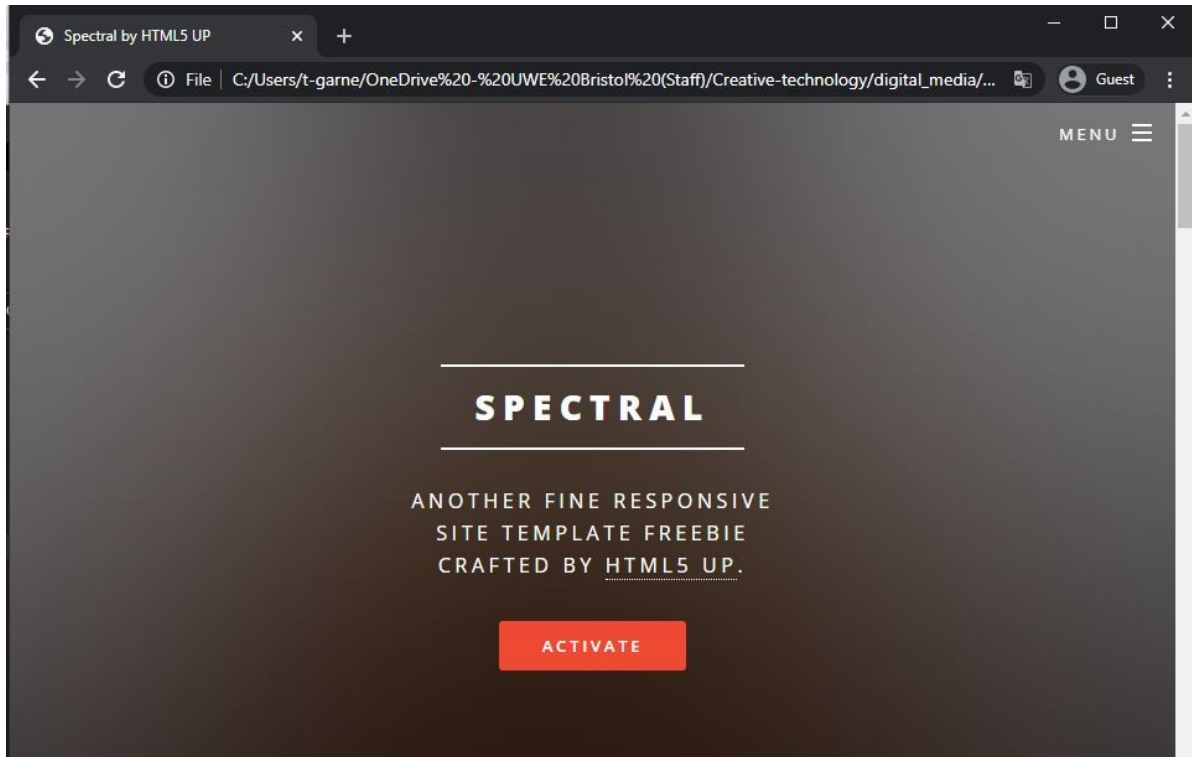 Spectral by HTML5 UP
File C:/Users/t-garne/OneDrive%20-%20UWE%20Bristol%20(Staff)/Creative-technology/digital_media/... Guest
MENU
SPECTRAL
ANOTHER FINE RESPONSIVE
SITE TEMPLATE FREEBIE
CRAFTED BY HTML5 UP.
ACTIVATE